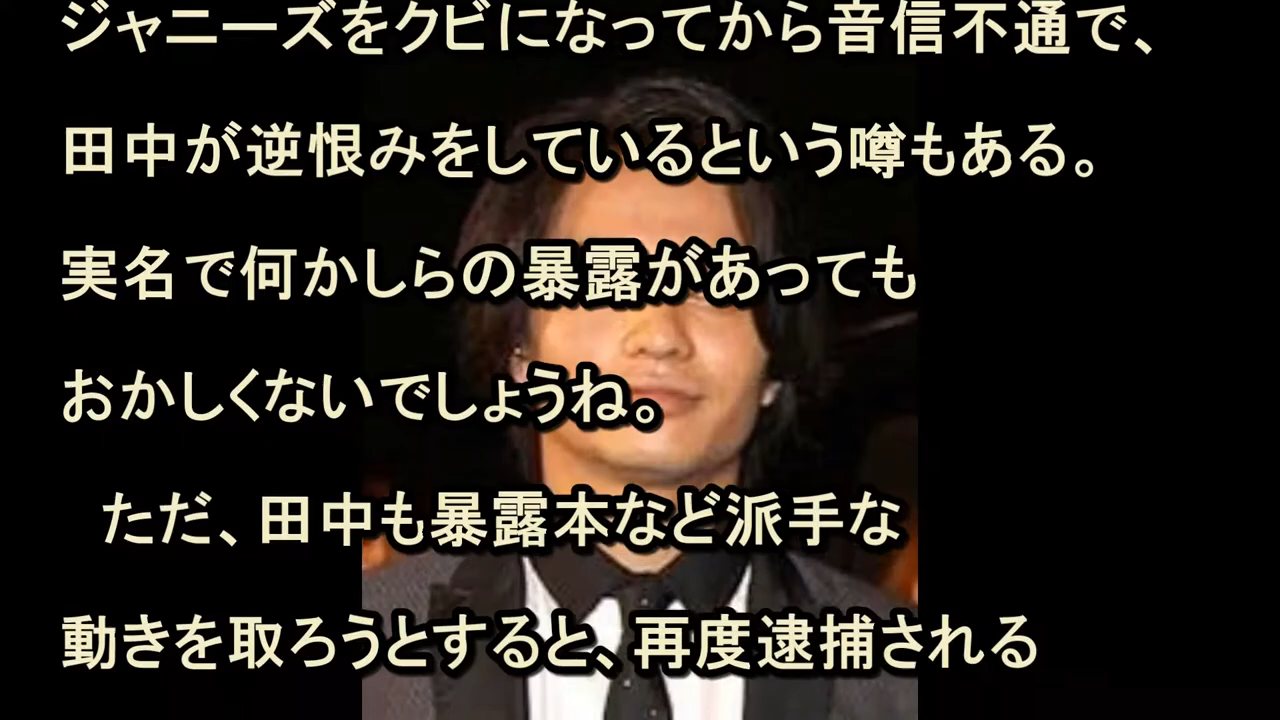 ジャニーズをクビになってから音信不通で、
田中が逆恨みをしているという噂もある。
実名で何かしらの暴露があっても
おかしくないでしょうね。
ただ、田中も暴露本など派手な
動きを取ろうとすると、再度逮捕される